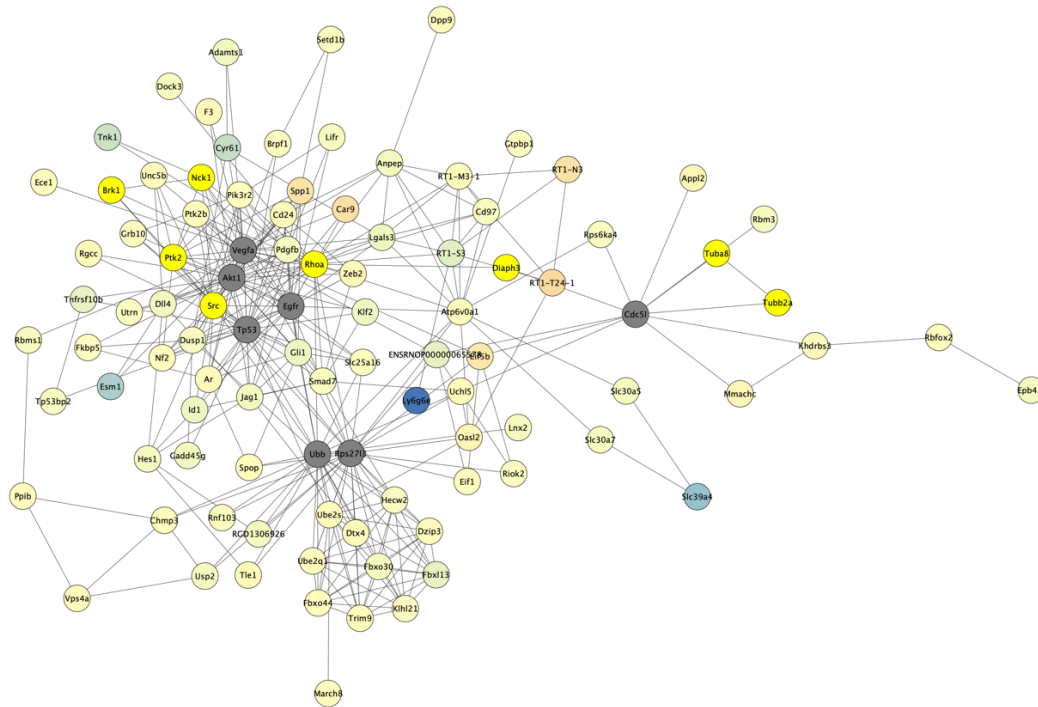 Dpp9
Setd1b
Adamts1
Dock3
F3
Tnk1
Cyr61
Brpf1
Lifr
Gtpbp1
Anpep
RT1-M3-1
RT1-N3
Appl2
Ece1
Unc5b
Nck1
Brk1
Pik3r2
Spp1
Car9
Cd24
Cd97
Ptk2b
Grb10
Lgals3
Rps6ka4
Rbm3
Rgcc
Ptk2
Vegfa
Pdgfb
Rhoa
RT1-S3
Tuba8
Zeb2
Diaph3
Akt1
RT1-T24-1
Tnfrsf10b
Dll4
Src
Egfr
Tubb2a
Utrn
Klf2
Atp6v0a1
Cdc5l
Tp53
Rbms1
Fkbp5
Dusp1
Nf2
Gli1
Slc25a16
ENSRNOP00000065578
Khdrbs3
Rbfox2
Ar
Smad7
Esm1
Jag1
Uchl5
Slc30a5
Epb4
Tp53bp2
Id1
Ly6g6e
Mmachc
Lnx2
Oasl2
Slc30a7
Hes1
Gadd45g
Ubb
Rps27l3
Spop
Riok2
Eif1
Ppib
Slc39a4
Hecw2
Chmp3
Rnf103
Ube2s
RGD1306926
Dtx4
Dzip3
Ube2q1
Fbxo30
Fbxl13
Usp2
Tle1
Vps4a
Fbxo44
Klhl21
Trim9
March8